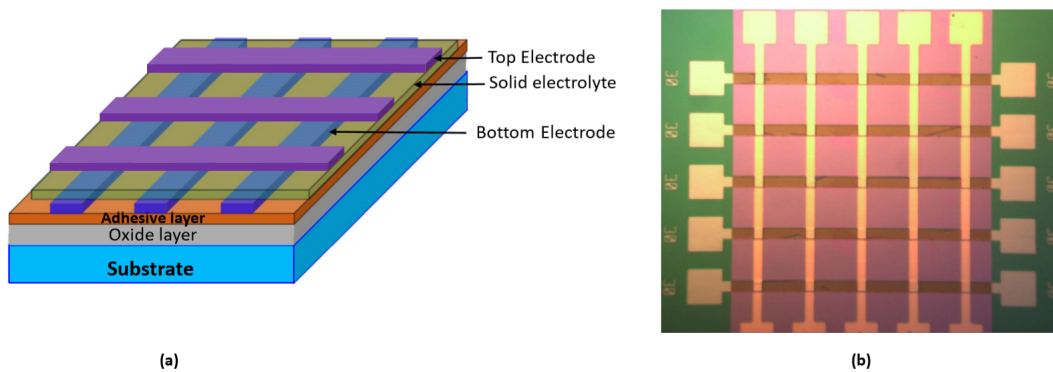 Top Electrode
Solid electrolyte
Bottom Electrode
Adhesive layer
Oxide layer
Substrate
(a)
(b)